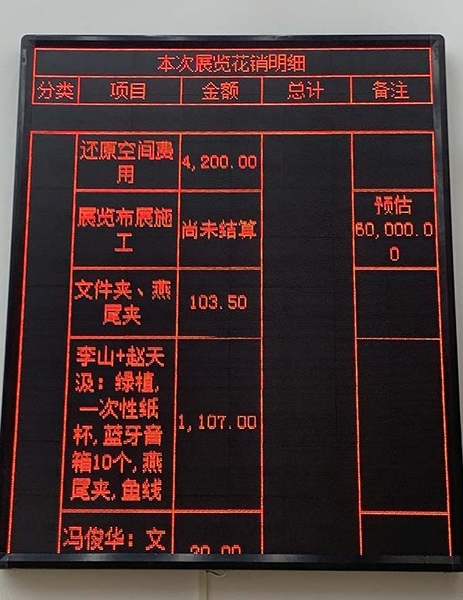 本次展览花销明细
分类 项目 金额 总计 备注
还原空间费
用
4,200.00
展览布展施
工
尚未结算
预估
60,000.0
0
文件夹、燕
尾夹
103.50
李山+赵天
汲：绿植,
一次性纸
杯,蓝牙音
箱10个,燕
尾夹,鱼线
1,107.00
冯俊华：文